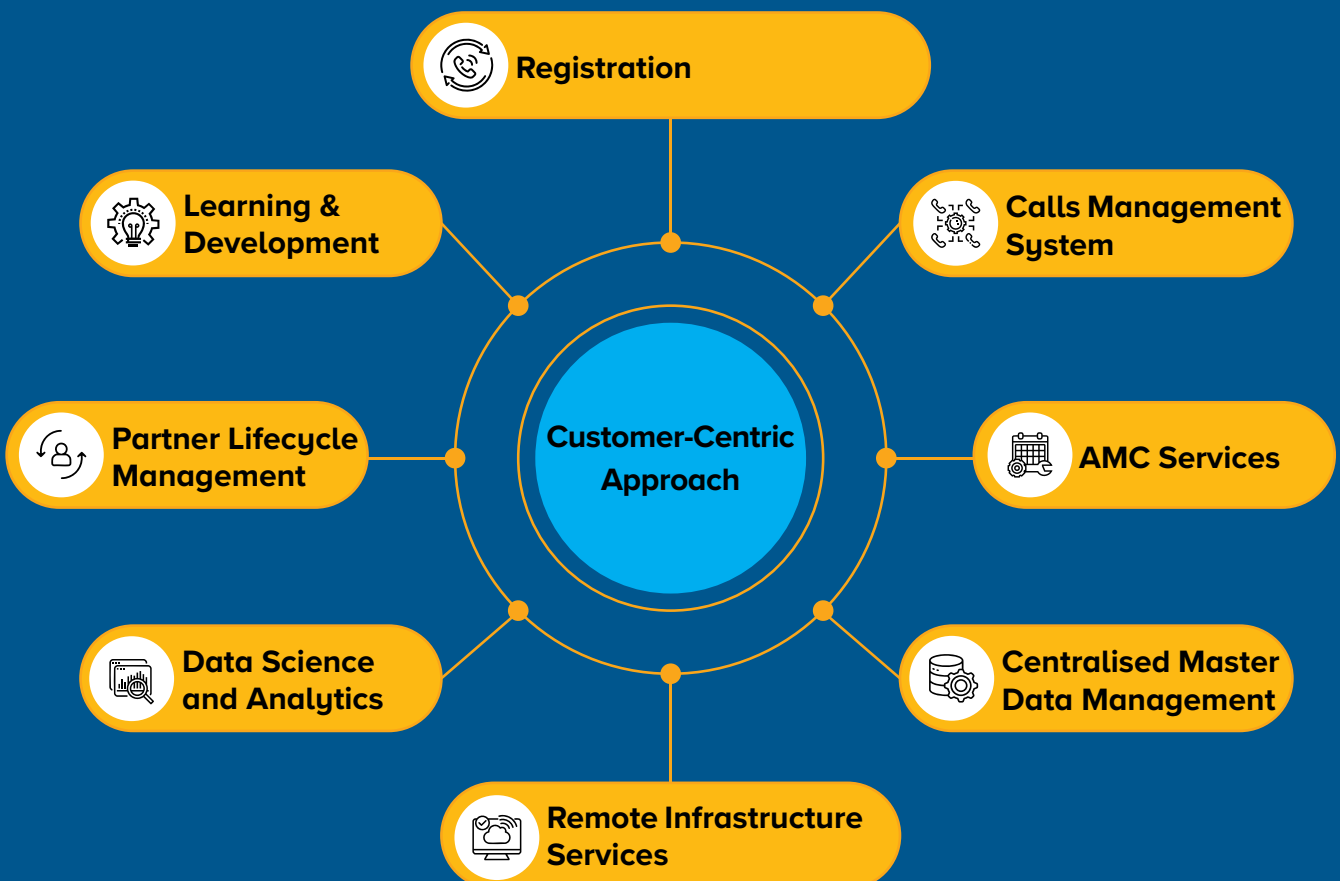 Registration
Learning &
Development
Calls Management
System
Customer-Centric
Approach
Partner Lifecycle
Management
AMC Services
Data Science
and Analytics
Centralised Master
Data Management
Remote Infrastructure
Services